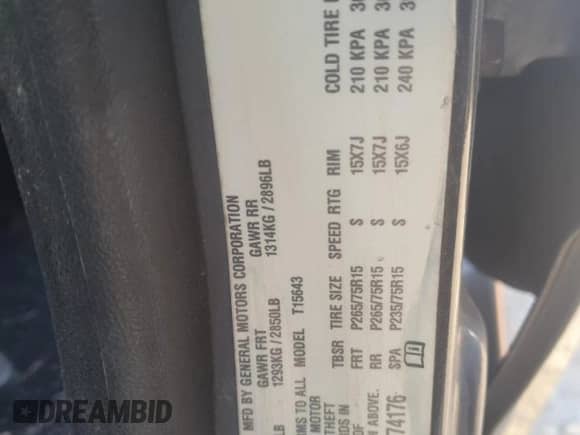 MFD BY GENERAL MOTORS CORPORATION
GAWR FRT GAWR RR
1293KG / 2850LB 1314KG / 2896LB
LB
RMS TO ALL MODEL T15643
MOTOR
THEFT TBSR TIRE SIZE SPEED RTG RIM COLD TIRE
RDS IN FRT P265/75R15 S 15X7J 210 KPA
OF RR P265/75R15 S 15X7J 210 KPA
ABOVE. SPA P235/75R15 S 15X6J 240 KPA
74176
DREAMBID